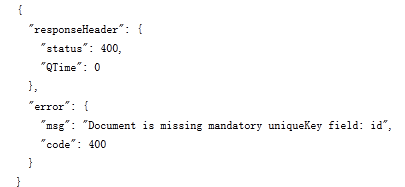 {
"responseHeader": {
"status": 400,
"QTime": 0
},
"error": {
"msg": "Document is missing mandatory uniqueKey field: id",
"code": 400
}
}